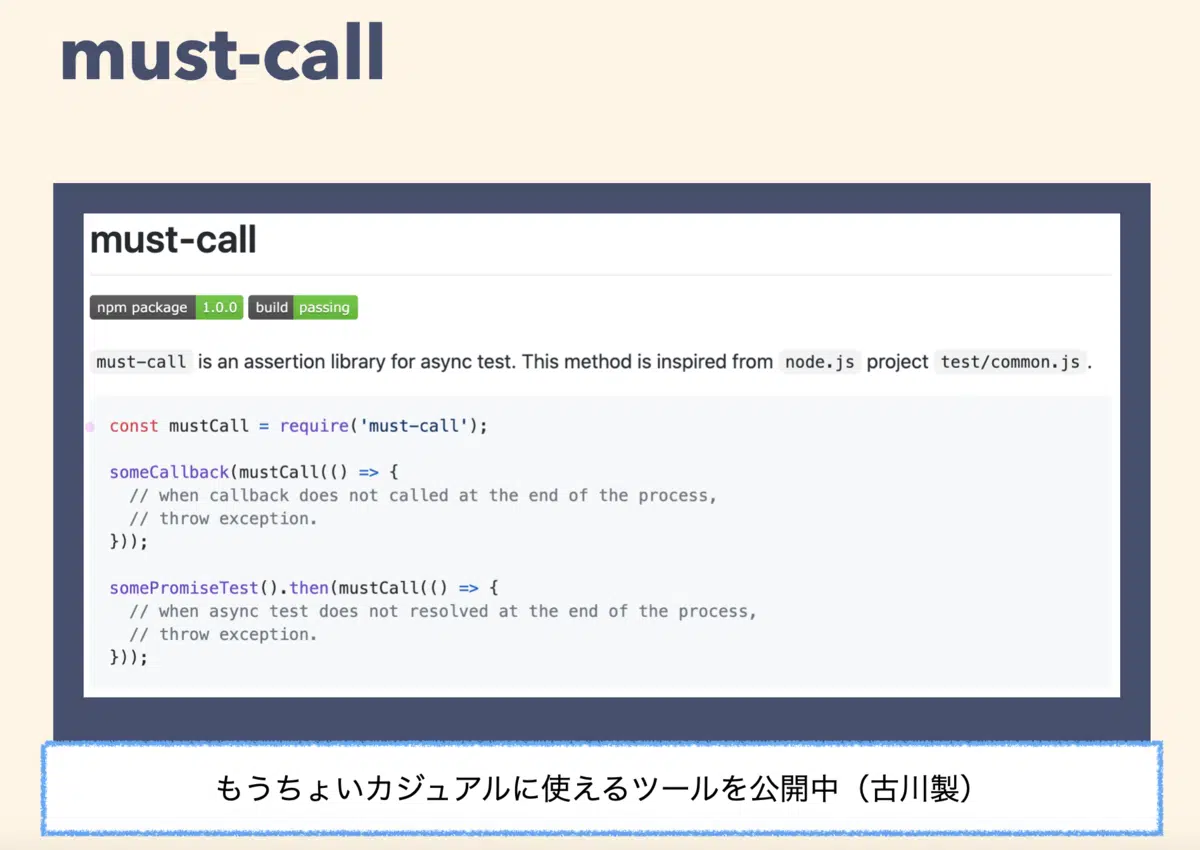 must-call
must-call
npm package 1.0.0 build passing
must-call is an assertion library for async test. This method is inspired from node.js project test/common.js.
const mustCall = require('must-call');
someCallback(mustCall(() => {
// when callback does not called at the end of the process,
// throw exception.
}));
somePromiseTest().then(mustCall(() => {
// when async test does not resolved at the end of the process,
// throw exception.
}));
もうちょいカジュアルに使えるツールを公開中（古川製）